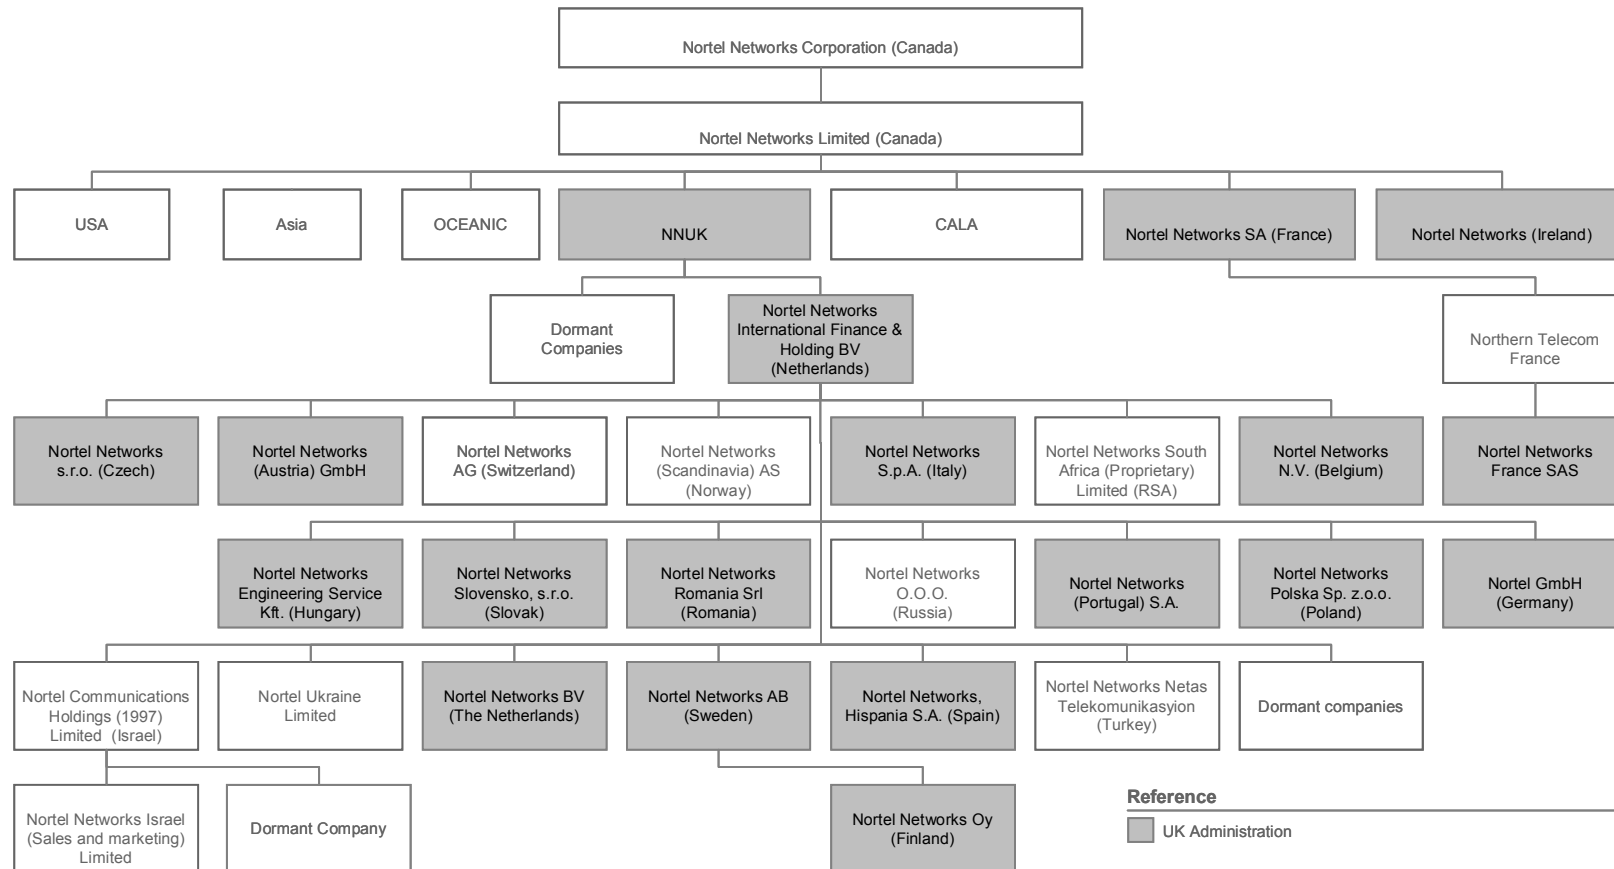 Nortel Networks Corporation (Canada)
Nortel Networks Limited (Canada)
USA
Asia
OCEANIC
NNUK
CALA
Nortel Networks SA (France)
Nortel Networks (Ireland)
Dormant
Companies
Nortel Networks
International Finance &
Holding BV
(Netherlands)
Northern Telecom
France
Nortel Networks
s.r.o. (Czech)
Nortel Networks
(Austria) GmbH
Nortel Networks
AG (Switzerland)
Nortel Networks
(Scandinavia) AS
(Norway)
Nortel Networks
S.p.A. (Italy)
Nortel Networks South
Africa (Proprietary)
Limited (RSA)
Nortel Networks
N.V. (Belgium)
Nortel Networks
France SAS
Nortel Networks
Engineering Service
Kft. (Hungary)
Nortel Networks
Slovensko, s.r.o.
(Slovak)
Nortel Networks
Romania Srl
(Romania)
Nortel Networks
O.O.O.
(Russia)
Nortel Networks
(Portugal) S.A.
Nortel Networks
Polska Sp. z.o.o.
(Poland)
Nortel GmbH
(Germany)
Nortel Communications
Holdings (1997)
Limited (Israel)
Nortel Ukraine
Limited
Nortel Networks BV
(The Netherlands)
Nortel Networks AB
(Sweden)
Nortel Networks,
Hispania S.A. (Spain)
Nortel Networks Netas
Telekomunikasyion
(Turkey)
Dormant companies
Nortel Networks Israel
(Sales and marketing)
Limited
Dormant Company
Nortel Networks Oy
(Finland)
Reference
UK Administration